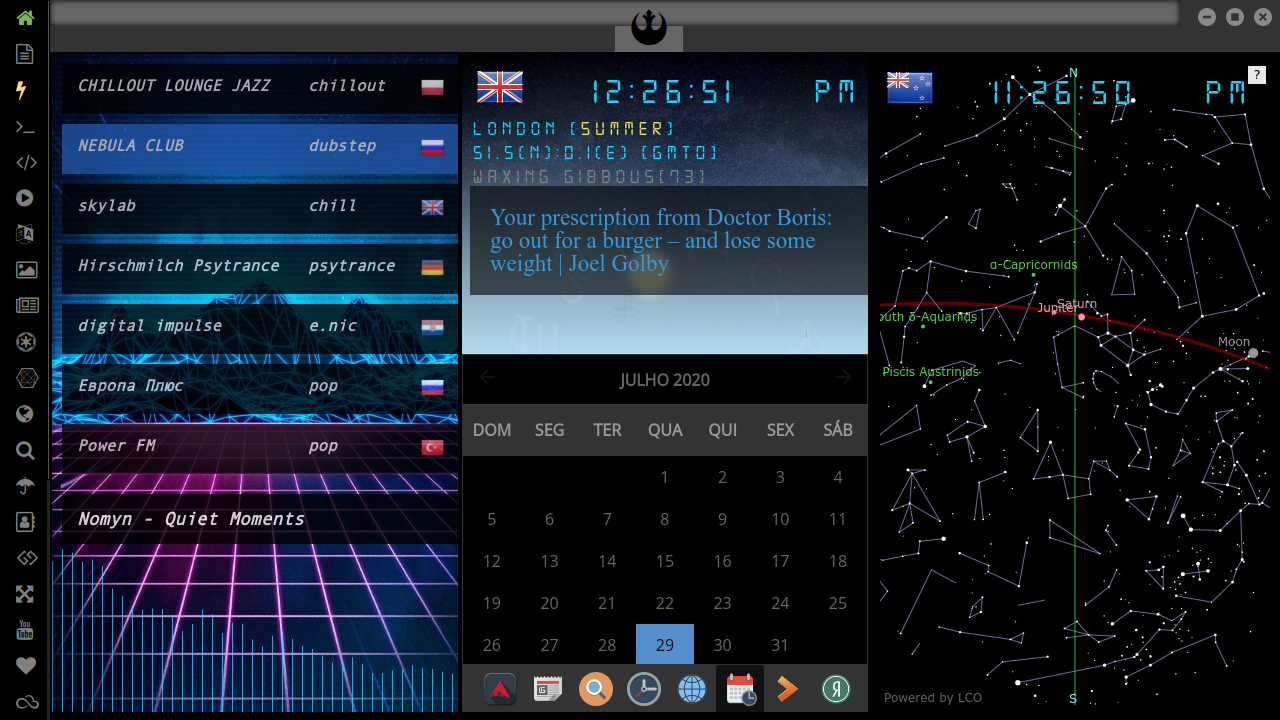 CHILLOUT LOUNGE JAZZ chillout
NEBULA CLUB dubstep
skylab chill
Hirschmilch Psytrance psytrance
digital impulse e.nic
Европа Плюс pop
Power FM pop
Nomyn - Quiet Moments
12:26:51 PM
LONDON (SUMMER)
51.5(N):0.1(E) (GMT0)
WAXING GIBBOUS(73)
Your prescription from Doctor Boris:
go out for a burger – and lose some
weight | Joel Golby
JULHO 2020
DOM SEG TER QUA QUI SEX SÁB
1 2 3 4
5 6 7 8 9 10 11
12 13 14 15 16 17 18
19 20 21 22 23 24 25
26 27 28 29 30 31
N
?
11:26:50 PM
α-Capricornids
Saturn
Jupiter
outh δ-Aquariids
Moon
Piscis Austrinids
Powered by LCO
S
You
Tube